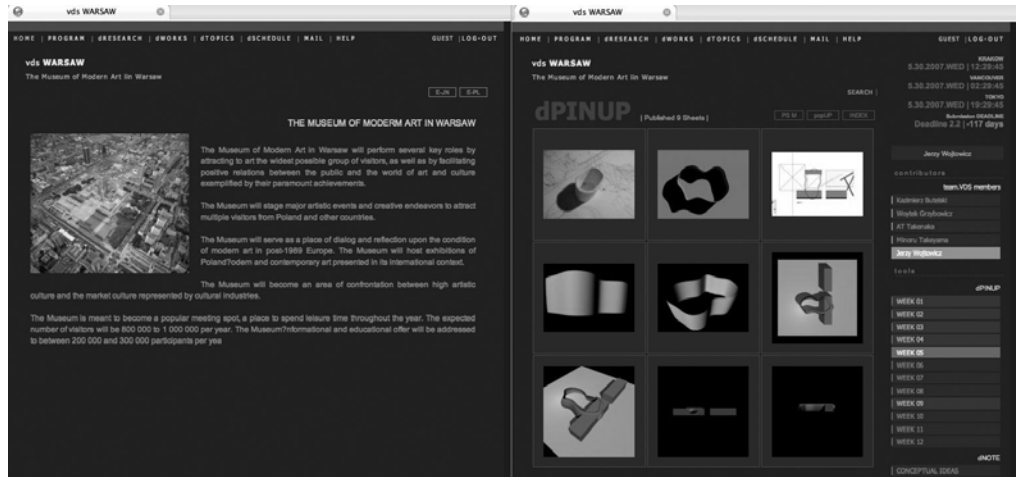 vds WARSAW
HOME | PROGRAM | dRESEARCH | dWORKS | dTOPICS | dSCHEDULE | MAIL | HELP GUEST |LOG-OUT
vds WARSAW
The Museum of Modern Art Iin Warsaw
E-JN E-PL
THE MUSEUM OF MODERM ART IN WARSAW
The Museum of Modern Art in Warsaw will perform several key roles by
attracting to art the widest possible group of visitors, as well as by facilitating
positive relations between the public and the world of art and culture
exemplified by their paramount achievements.
The Museum will stage major artistic events and creative endeavors to attract
multiple visitors from Poland and other countries.
The Museum will serve as a place of dialog and reflection upon the condition
of modern art in post-1989 Europe. The Museum will host exhibitions of
Poland?odern and contemporary art presented in its international context.
The Museum will become an area of confrontation between high artistic
culture and the market culture represented by cultural industries.
The Museum is meant to become a popular meeting spot, a place to spend leisure time throughout the year. The expected
number of visitors will be 800 000 to 1 000 000 per year. The Museum?nformational and educational offer will be addressed
to between 200 000 and 300 000 participants per yea
vds WARSAW
HOME | PROGRAM | dRESEARCH | dWORKS | dTOPICS | dSCHEDULE | MAIL | HELP GUEST |LOG-OUT
vds WARSAW
The Museum of Modern Art Iin Warsaw
SEARCH |
dPINUP | Published 9 Sheets | PS M popUP INDEX
KRAKOW
5.30.2007.WED | 12:29:45
VANCOUVER
5.30.2007.WED | 02:29:45
TOKYO
5.30.2007.WED | 19:29:45
Submission DEADLINE
Deadline 2.2 | -117 days
Jerzy Wojtowicz
contributors
team.VDS members
Kazimierz Butelski
Woytek Grzybowicz
AT Takenaka
Minoru Takeyama
Jerzy Wojtowicz
tools
dPINUP
WEEK 01
WEEK 02
WEEK 03
WEEK 04
WEEK 05
WEEK 06
WEEK 07
WEEK 08
WEEK 09
WEEK 10
WEEK 11
WEEK 12
dNOTE
CONCEPTUAL IDEAS